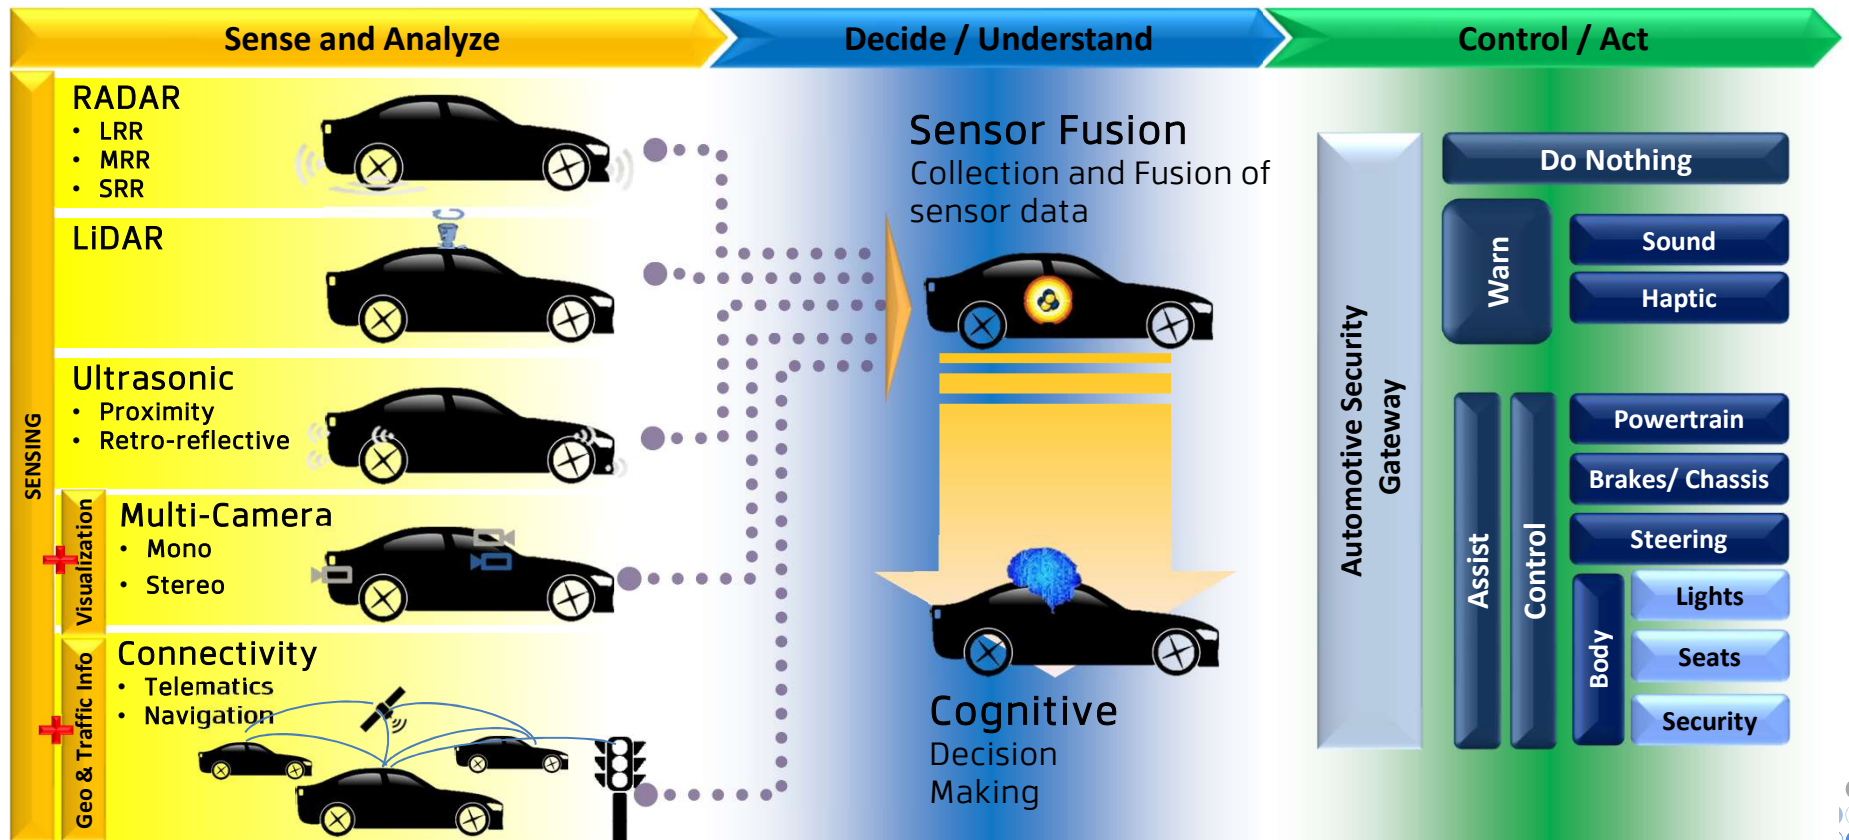 Sense and Analyze
Decide / Understand
Control / Act
SENSING
RADAR
• LRR
• MRR
• SRR
LiDAR
Ultrasonic
• Proximity
• Retro-reflective
Visualization
Multi-Camera
• Mono
• Stereo
Geo & Traffic Info
Connectivity
• Telematics
• Navigation
Sensor Fusion
Collection and Fusion of
sensor data
Cognitive
Decision
Making
Automotive Security
Gateway
Do Nothing
Warn
Sound
Haptic
Assist
Control
Powertrain
Brakes/ Chassis
Steering
Body
Lights
Seats
Security